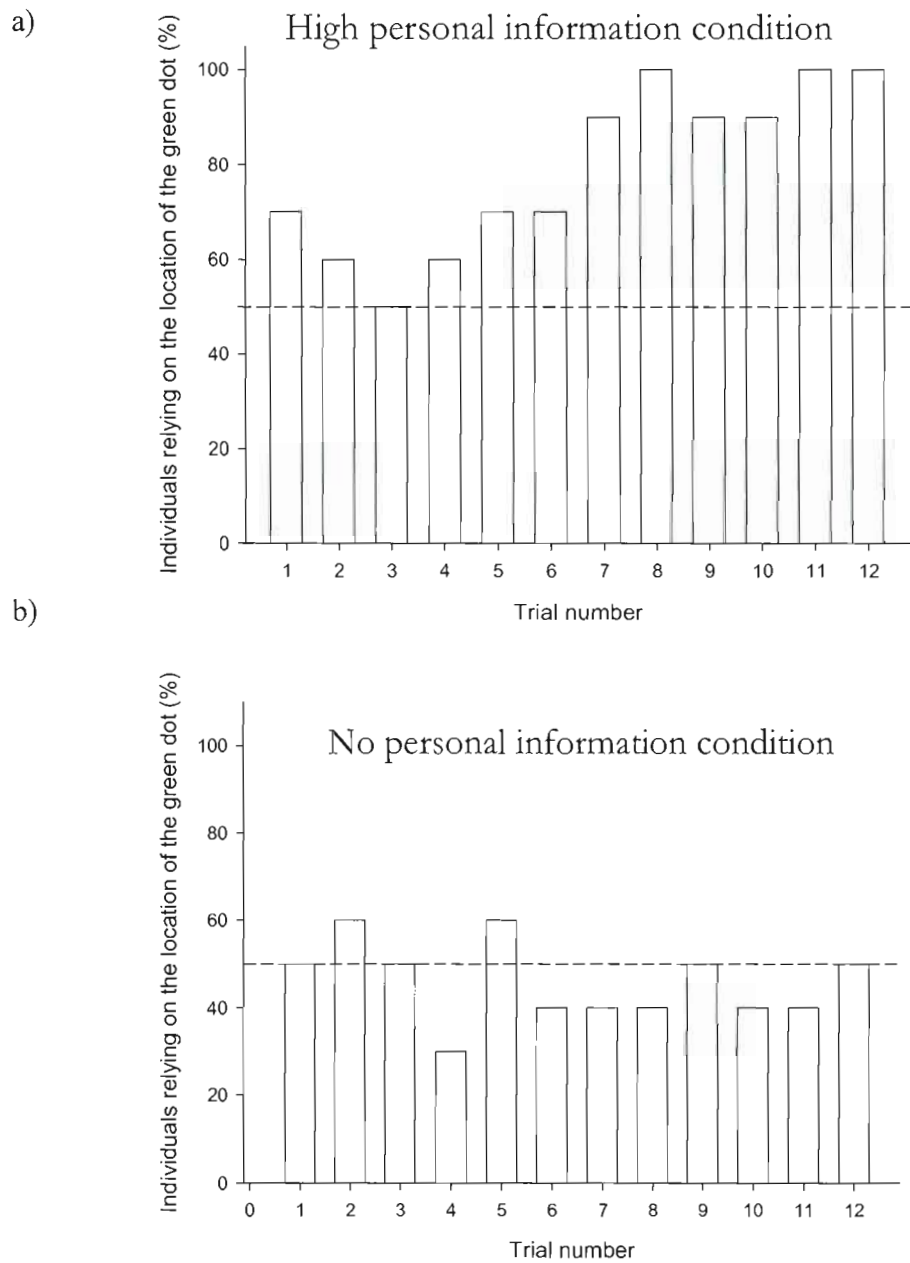 a)
High personal information condition
Individuals relying on the location of the green dot (%)
100
80
60
40
20
0
1 2 3 4 5 6 7 8 9 10 11 12
Trial number
b)
No personal information condition
Individuals relying on the location of the green dot (%)
100
80
60
40
20
0
0 1 2 3 4 5 6 7 8 9 10 11 12
Trial number